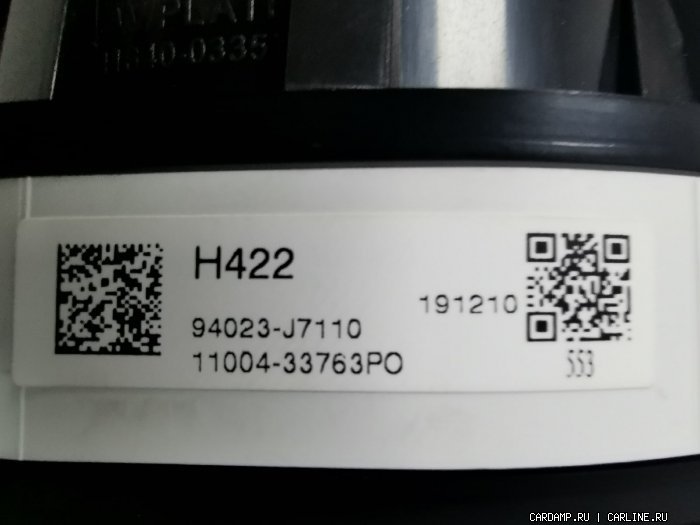 H422
191210
94023-J7110
11004-33763PO
553
CARDAMP.RU | CARLINE.RU